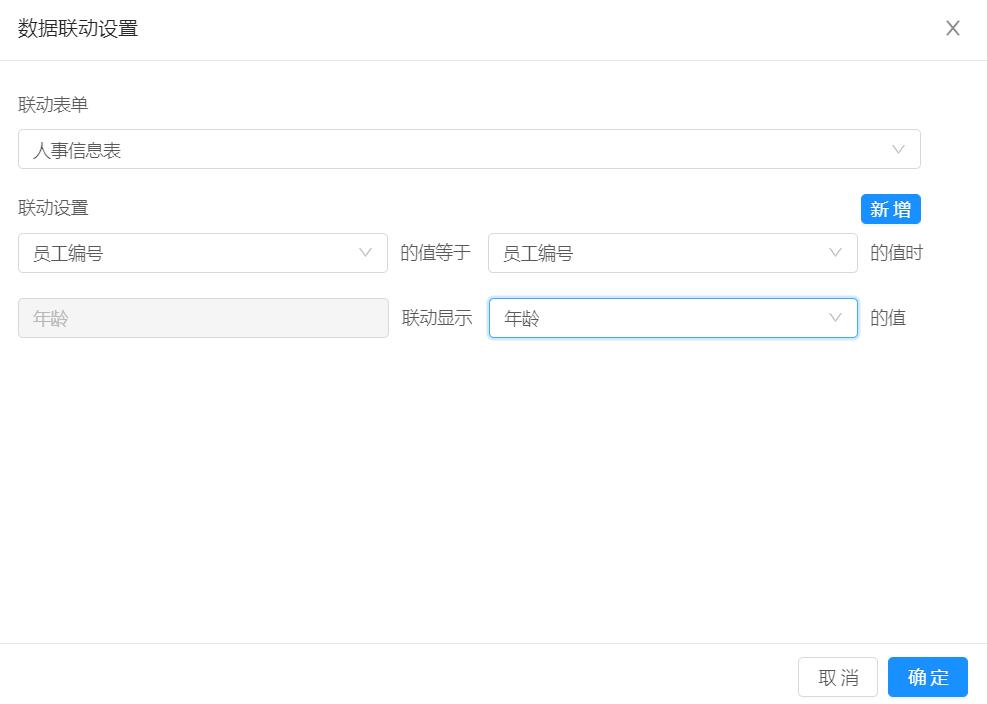 数据联动设置
联动表单
人事信息表
联动设置 新增
员工编号 的值等于 员工编号 的值时
年龄 联动显示 年龄 的值
取消 确定